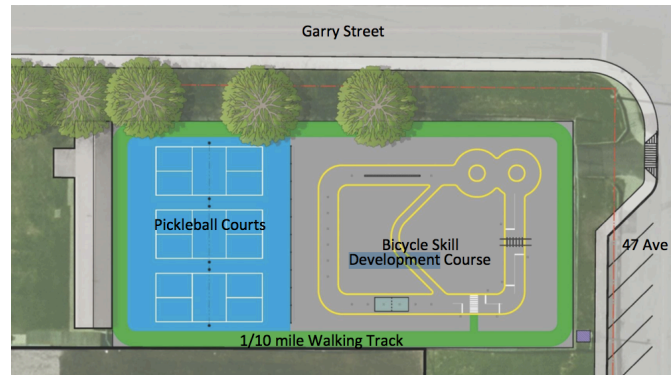 Garry Street
Pickleball Courts
Bicycle Skill
Development Course
47 Ave
1/10 mile Walking Track